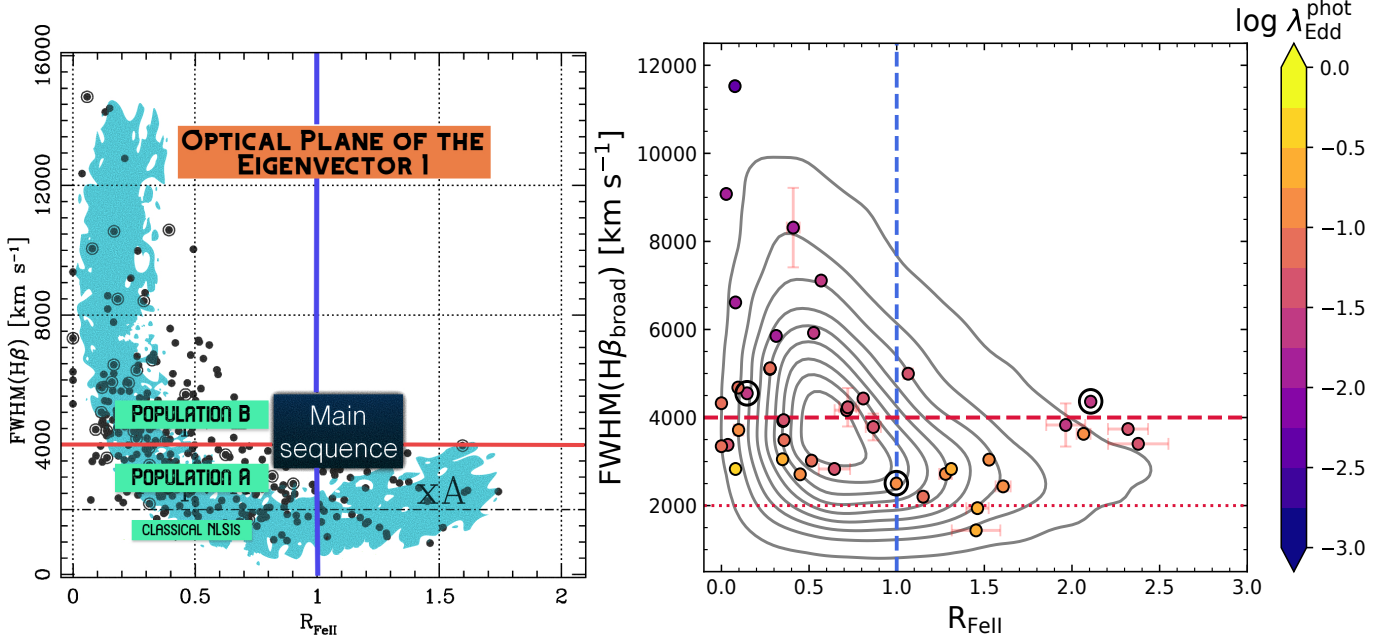 OPTICAL PLANE OF THE
EIGENVECTOR 1
POPULATION B
Main
sequence
POPULATION A
xA
CLASSICAL NLS1S
16000
12000
8000
4000
0
FWHM(Hβ) [km s⁻¹]
0
0.5
1
1.5
2
R_FeII
12000
10000
8000
6000
4000
2000
FWHM(Hβ_broad) [km s⁻¹]
0.0
0.5
1.0
1.5
2.0
2.5
3.0
R_FeII
log λ_Edd^phot
0.0
−0.5
−1.0
−1.5
−2.0
−2.5
−3.0